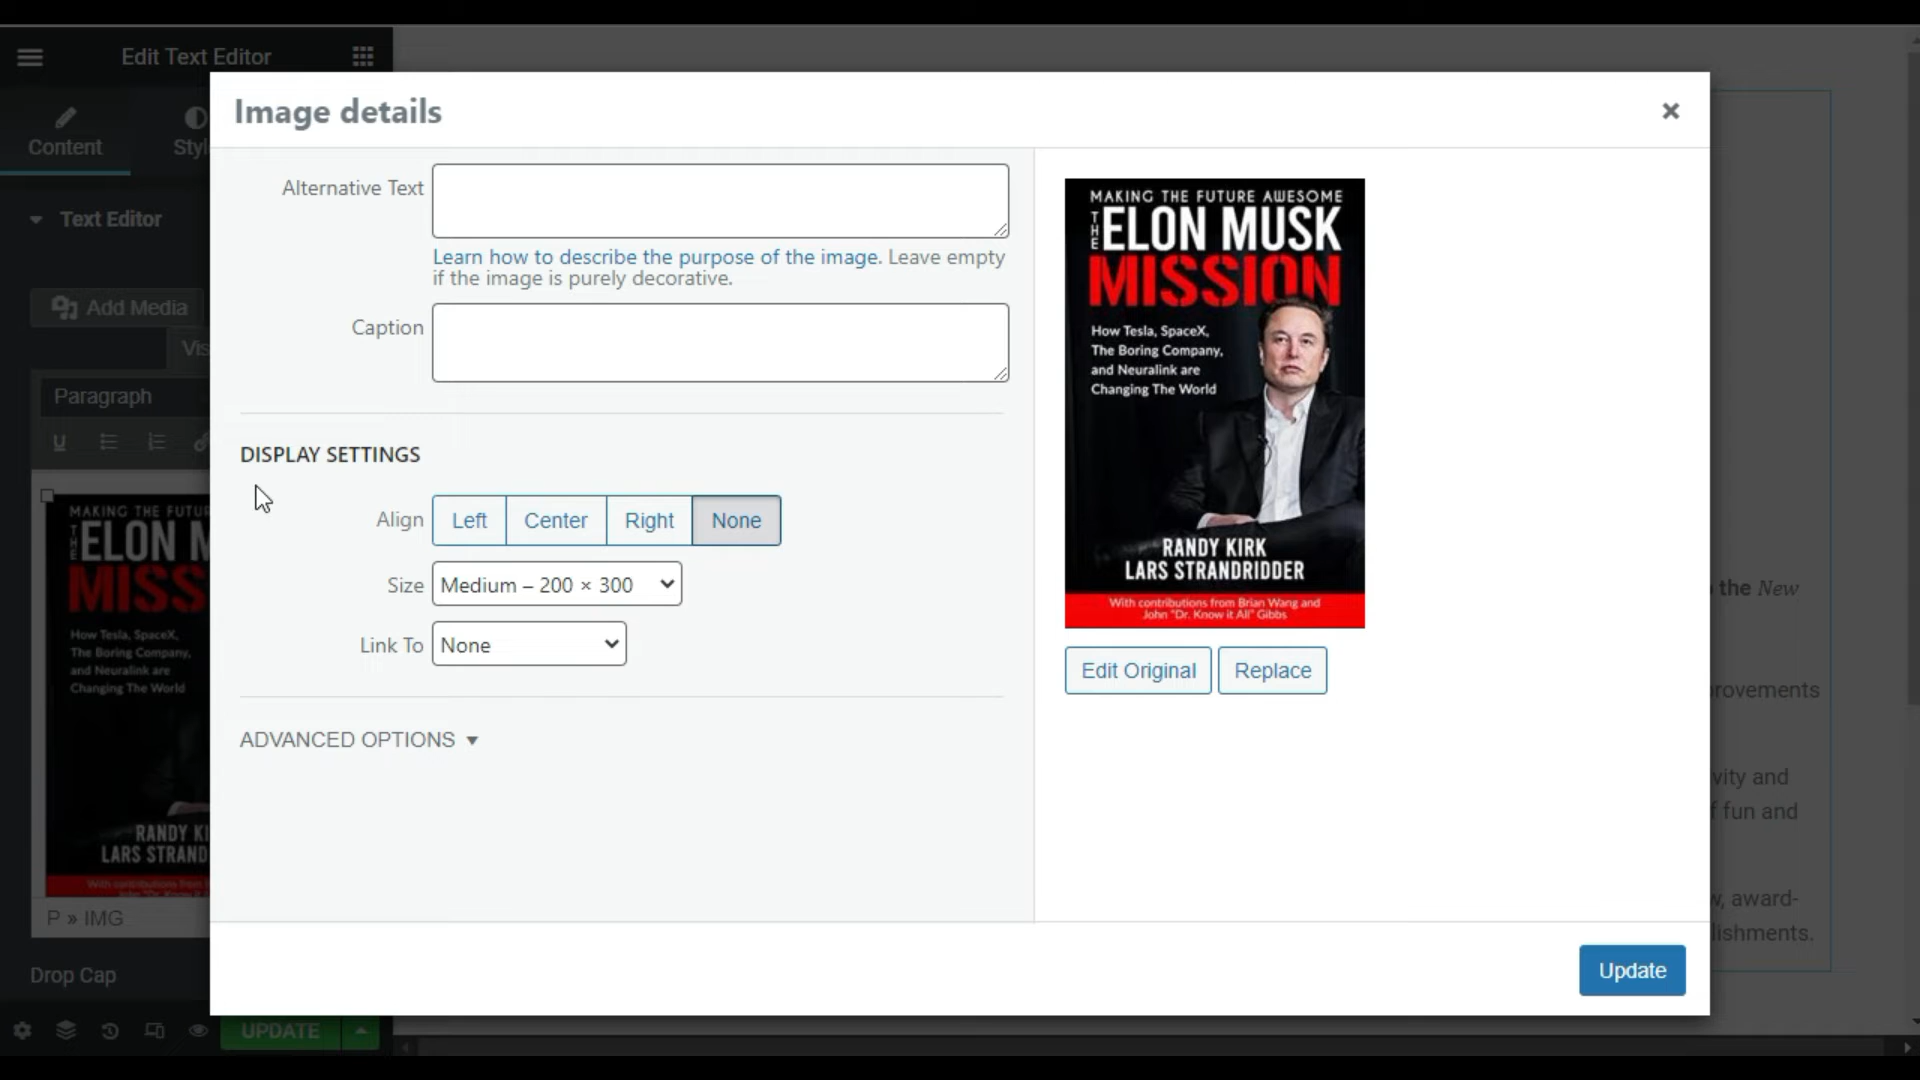 Edit Text Editor
Content
Styl
Text Editor
Add Media
Vis
Paragraph
MAKING THE FUTUR
THE
ELON M
MISS
How Tesla, SpaceX,
The Boring Company,
and Neuralink are
Changing The World
RANDY KI
LARS STRAND
With contributions from
P » IMG
Drop Cap
UPDATE
Image details
Alternative Text
Learn how to describe the purpose of the image. Leave empty
if the image is purely decorative.
Caption
DISPLAY SETTINGS
Align Left Center Right None
Size Medium – 200 × 300
Link To None
ADVANCED OPTIONS
MAKING THE FUTURE AWESOME
THE
ELON MUSK
MISSION
How Tesla, SpaceX,
The Boring Company,
and Neuralink are
Changing The World
RANDY KIRK
LARS STRANDRIDDER
With contributions from Brian Wang and
John "Dr. Know it All" Gibbs
Edit Original Replace
Update
the New
rovements
vity and
f fun and
w, award-
lishments.